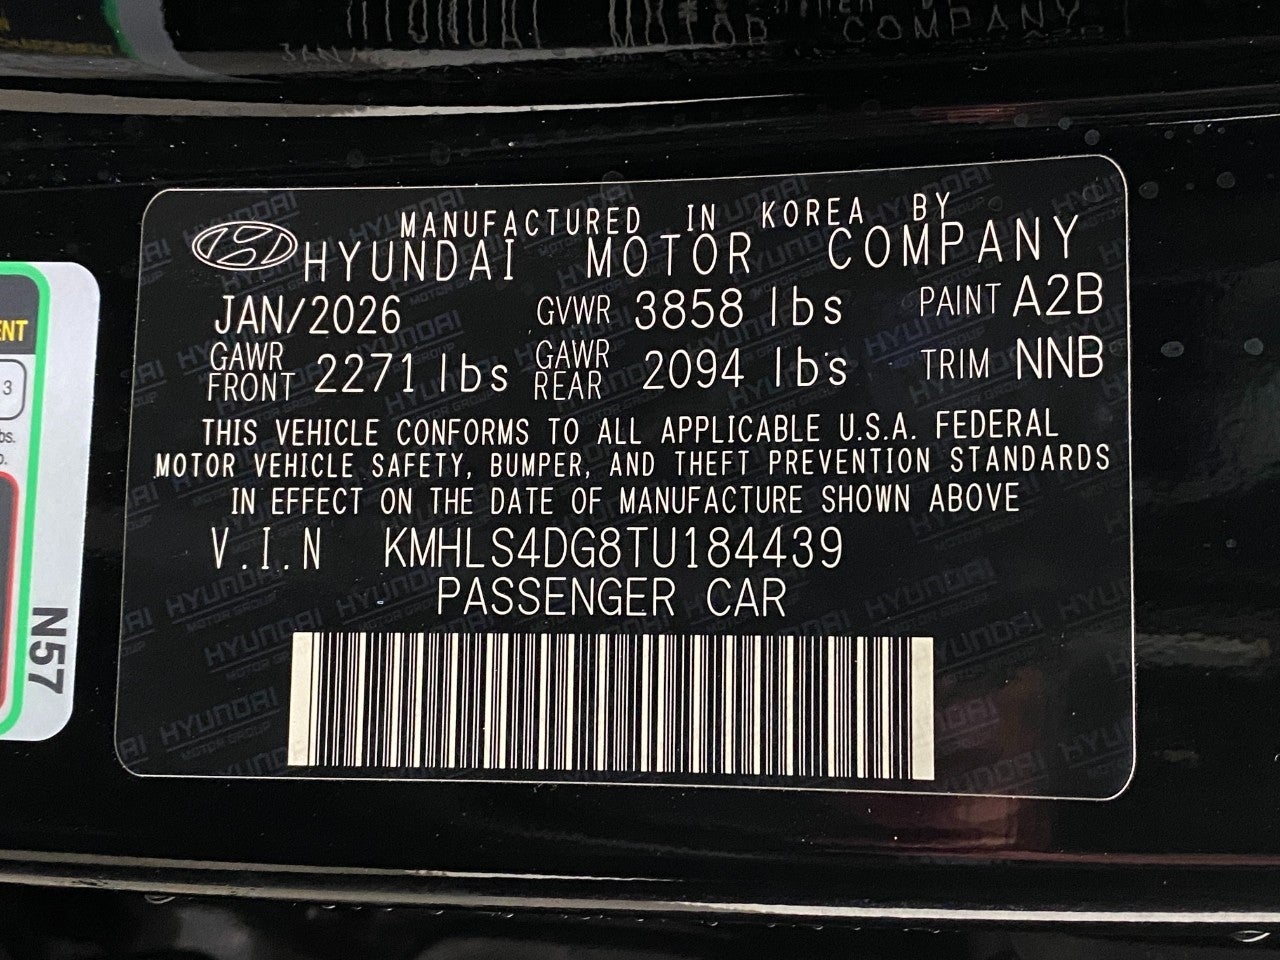 MANUFACTURED IN KOREA BY
HYUNDAI MOTOR COMPANY
JAN/2026 GVWR 3858 lbs PAINT A2B
GAWR FRONT 2271 lbs GAWR REAR 2094 lbs TRIM NNB
THIS VEHICLE CONFORMS TO ALL APPLICABLE U.S.A. FEDERAL
MOTOR VEHICLE SAFETY, BUMPER, AND THEFT PREVENTION STANDARDS
IN EFFECT ON THE DATE OF MANUFACTURE SHOWN ABOVE
V.I.N KMHLS4DG8TU184439
PASSENGER CAR
N57
3